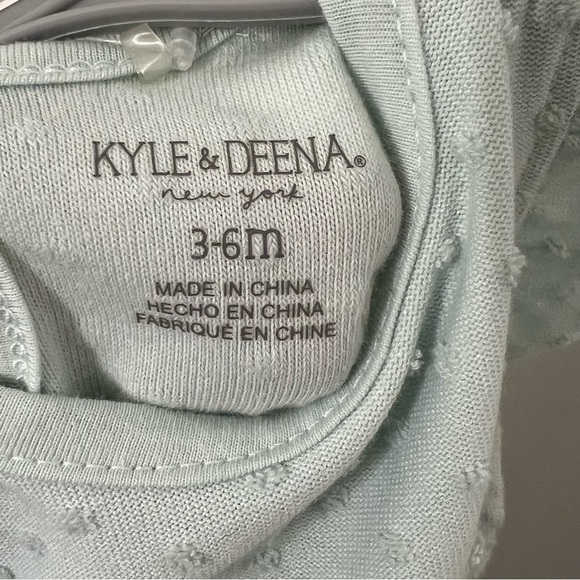 KYLE & DEENA®
new york
3-6m
MADE IN CHINA
HECHO EN CHINA
FABRIQUÉ EN CHINE